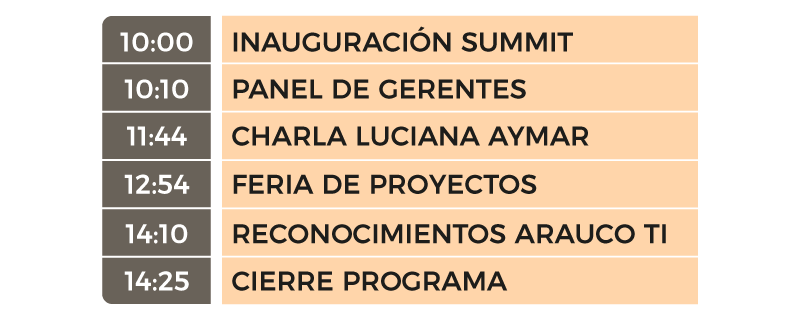 10:00 INAUGURACIÓN SUMMIT
10:10 PANEL DE GERENTES
11:44 CHARLA LUCIANA AYMAR
12:54 FERIA DE PROYECTOS
14:10 RECONOCIMIENTOS ARAUCO TI
14:25 CIERRE PROGRAMA